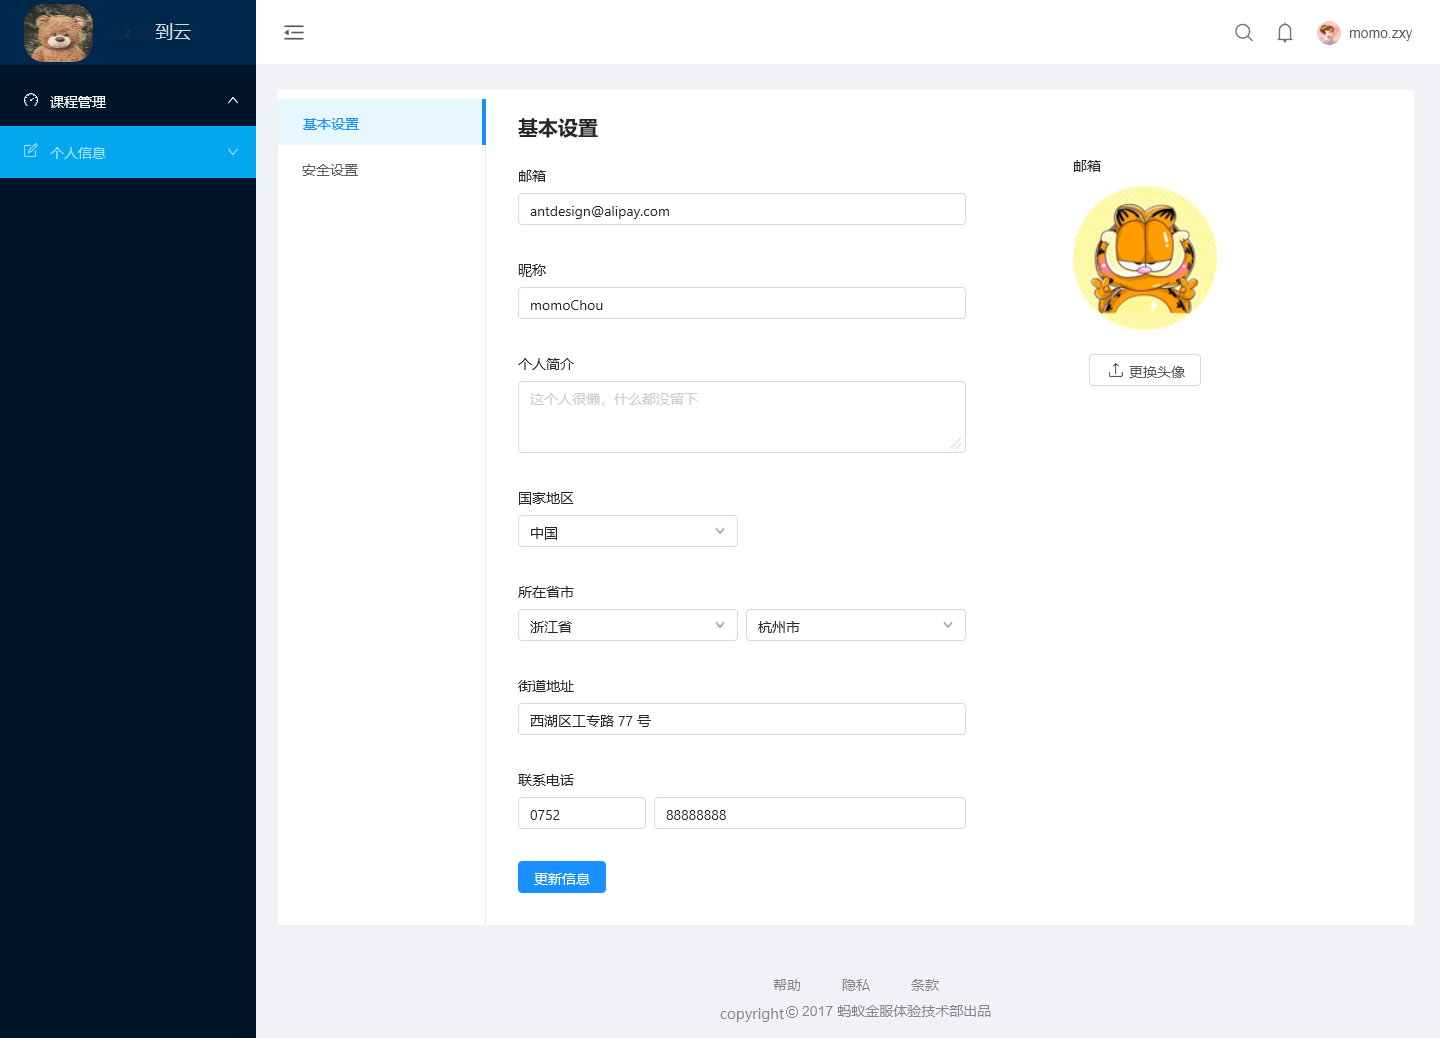 z 到云
momo.zxy
课程管理
个人信息
基本设置
安全设置
基本设置
邮箱
antdesign@alipay.com
昵称
momoChou
个人简介
这个人很懒，什么都没留下
国家地区
中国
所在省市
浙江省 杭州市
街道地址
西湖区工专路 77 号
联系电话
0752 88888888
更新信息
邮箱
更换头像
帮助 隐私 条款
copyright© 2017 蚂蚁金服体验技术部出品